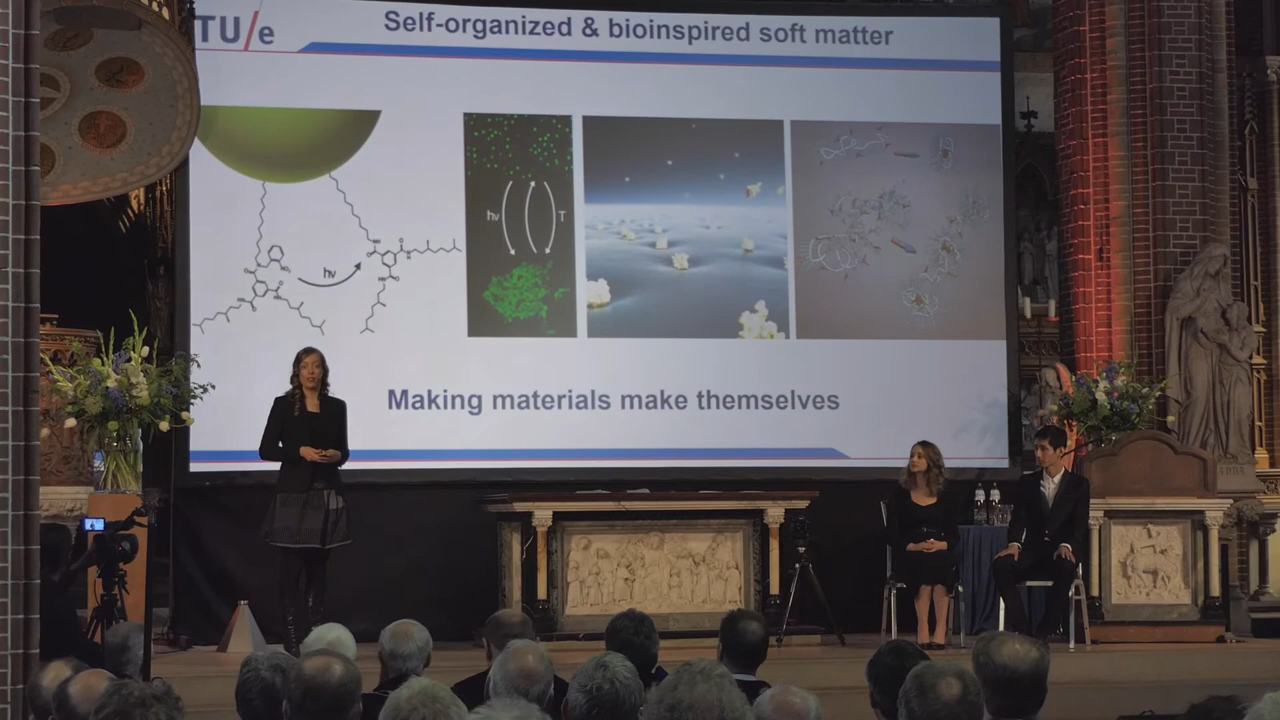 TU/e
Self-organized & bioinspired soft matter
hν
hν
T
Making materials make themselves